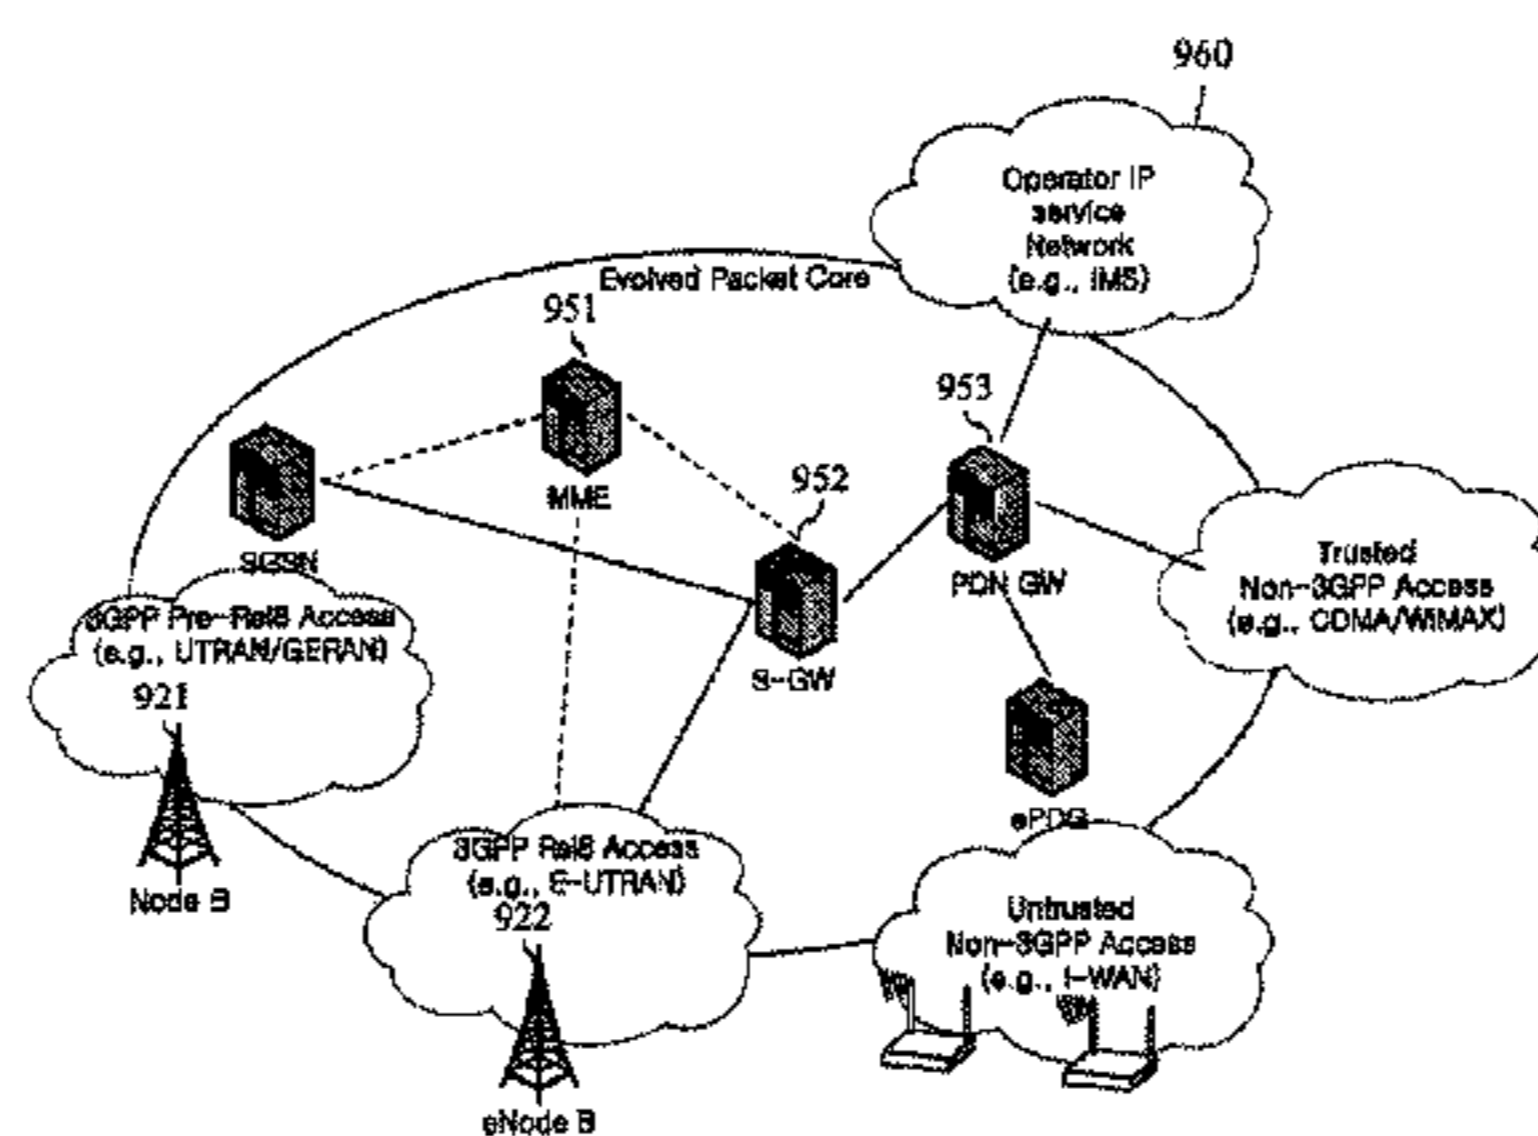 960
Operator IP
service
Network
(e.g., IMS)
Evolved Packet Core
951
953
MME
952
SGSN
PDN GW
Trusted
Non-3GPP Access
(e.g., CDMA/WiMAX)
3GPP Pre-Rel8 Access
(e.g., UTRAN/GERAN)
S-GW
921
ePDG
3GPP Rel8 Access
(e.g., E-UTRAN)
Node B
922
Untrusted
Non-3GPP Access
(e.g., I-WAN)
eNode B